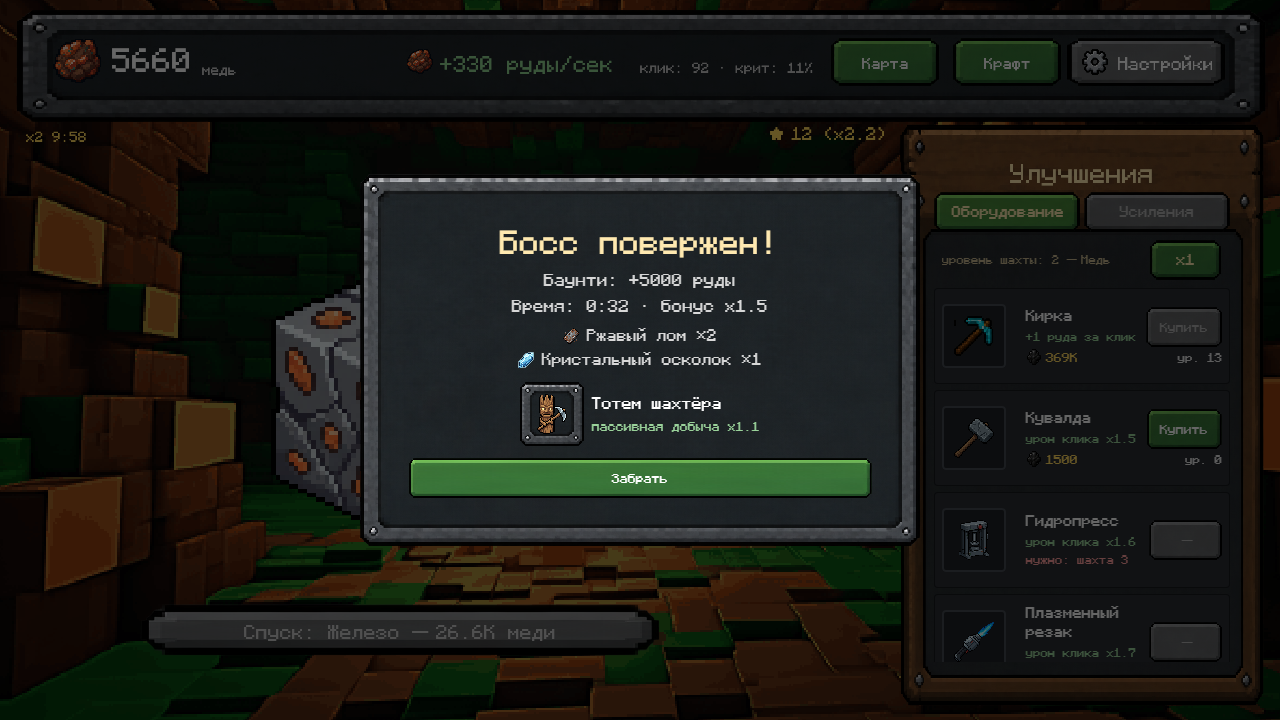 5660 медь
+330 руды/сек
клик: 92 · крит: 11%
Карта
Крафт
Настройки
x2 9:58
12 (x2.2)
Босс повержен!
Баунти: +5000 руды
Время: 0:32 · бонус x1.5
Ржавый лом x2
Кристальный осколок x1
Тотем шахтёра
пассивная добыча x1.1
Забрать
Спуск: Железо — 26.6К меди
Улучшения
Оборудование
Усиления
уровень шахты: 2 — Медь
x1
Кирка
+1 руда за клик
369К
Купить
ур. 13
Кувалда
урон клика x1.5
1500
Купить
ур. 0
Гидропресс
урон клика x1.6
нужно: шахта 3
—
Плазменный
резак
урон клика x1.7
—